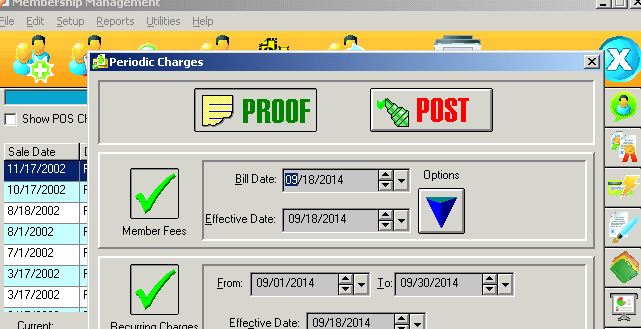 Membership Management
File Edit Setup Reports Utilities Help
Periodic Charges
PROOF
POST
Show POS Ch
Sale Date
11/17/2002
10/17/2002
8/18/2002
8/1/2002
7/1/2002
3/17/2002
3/17/2002
Current:
Member Fees
Bill Date: 09/18/2014
Options
Effective Date: 09/18/2014
Recurring Charges
From: 09/01/2014 To: 09/30/2014
Effective Date: 09/18/2014